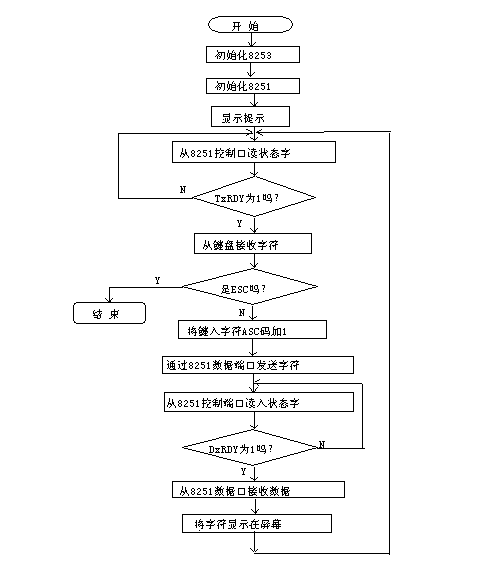 开 始
初始化8253
初始化8251
显示提示
从8251控制口读状态字
TxRDY为1吗?
N
Y
从键盘接收字符
是ESC吗?
Y
N
结 束
将键入字符ASC码加1
通过8251数据端口发送字符
从8251控制端口读入状态字
DxRDY为1吗?
N
Y
从8251数据口接收数据
将字符显示在屏幕